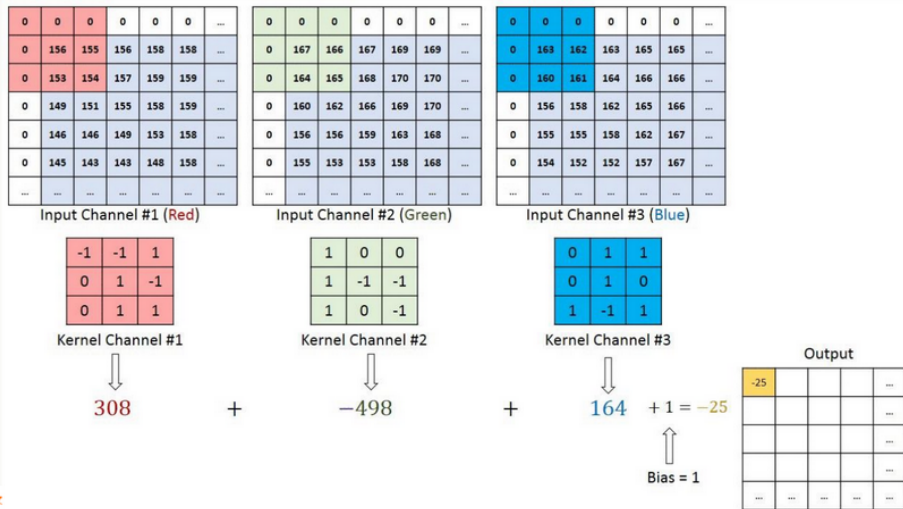 0 0 0 0 0 0 ... 0 0 0 0 0 0 ... 0 0 0 0 0 0 ...
0 156 155 156 158 158 ... 0 167 166 167 169 169 ... 0 163 162 163 165 165 ...
0 153 154 157 159 159 ... 0 164 165 168 170 170 ... 0 160 161 164 166 166 ...
0 149 151 155 158 159 ... 0 160 162 166 169 170 ... 0 156 158 162 165 166 ...
0 146 146 149 153 158 ... 0 156 156 159 163 168 ... 0 155 155 158 162 167 ...
0 145 143 143 148 158 ... 0 155 153 153 158 168 ... 0 154 152 152 157 167 ...
... ... ... ... ... ... ... ... ... ... ... ... ... ... ... ... ... ... ... ... ...
Input Channel #1 (Red) Input Channel #2 (Green) Input Channel #3 (Blue)
-1 -1 1 1 0 0 0 1 1
0 1 -1 1 -1 -1 0 1 0
0 1 1 1 0 -1 1 -1 1
Kernel Channel #1 Kernel Channel #2 Kernel Channel #3
Output
308 + −498 + 164 + 1 = −25
Bias = 1
-25 ...
...
...
...
... ... ... ... ...